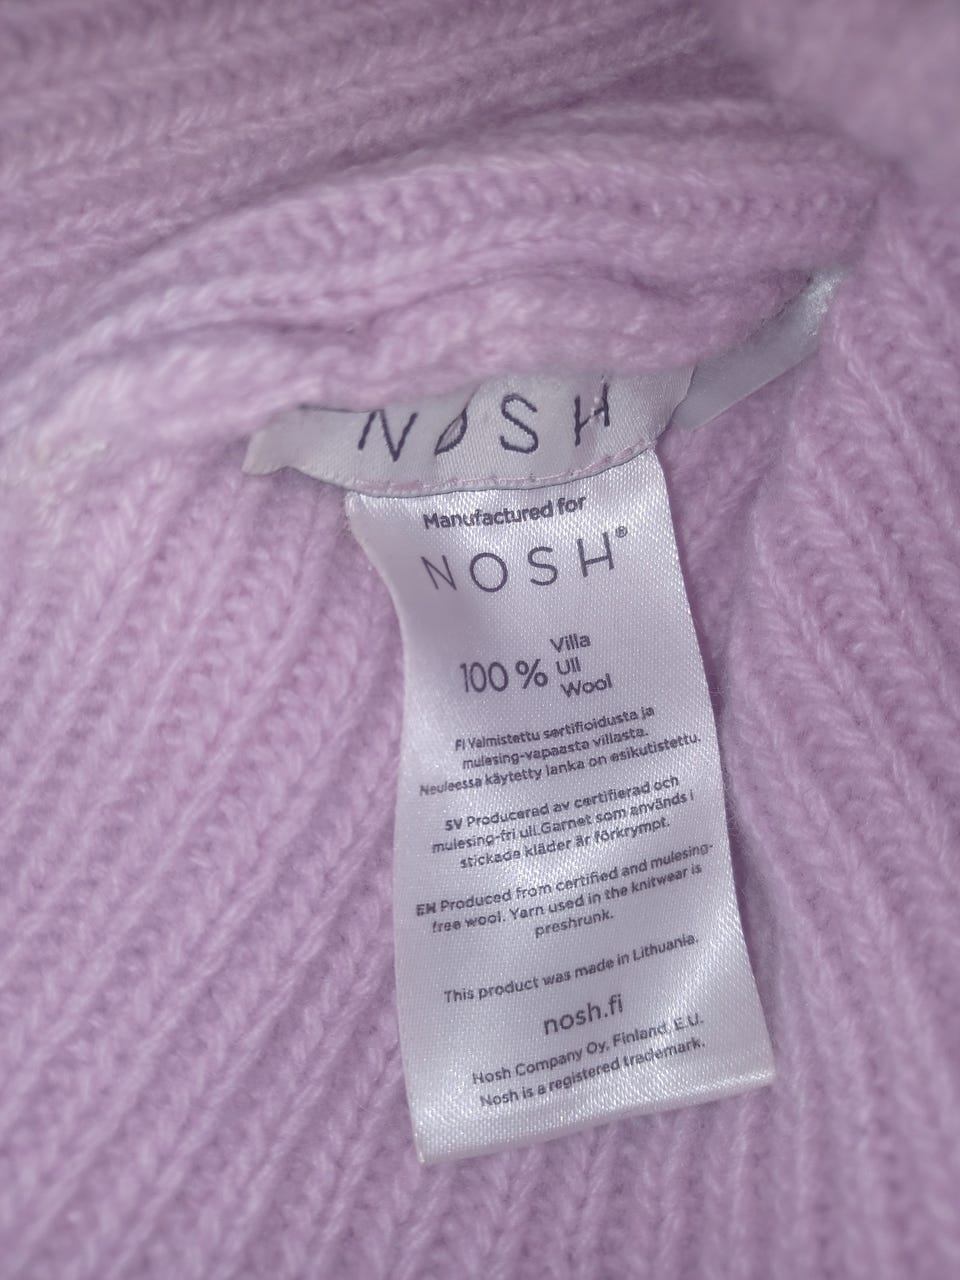 NOSH
Manufactured for
NOSH®
100 % Villa
Ull
Wool
FI Valmistettu sertifioidusta ja
mulesing-vapaasta villasta.
Neuleessa käytetty lanka on esikutistettu.
SV Producerad av certifierad och
mulesing-fri ull.Garnet som används i
stickade kläder är förkrympt.
EN Produced from certified and mulesing-
free wool. Yarn used in the knitwear is
preshrunk.
This product was made in Lithuania.
nosh.fi
Nosh Company Oy, Finland, E.U.
Nosh is a registered trademark.